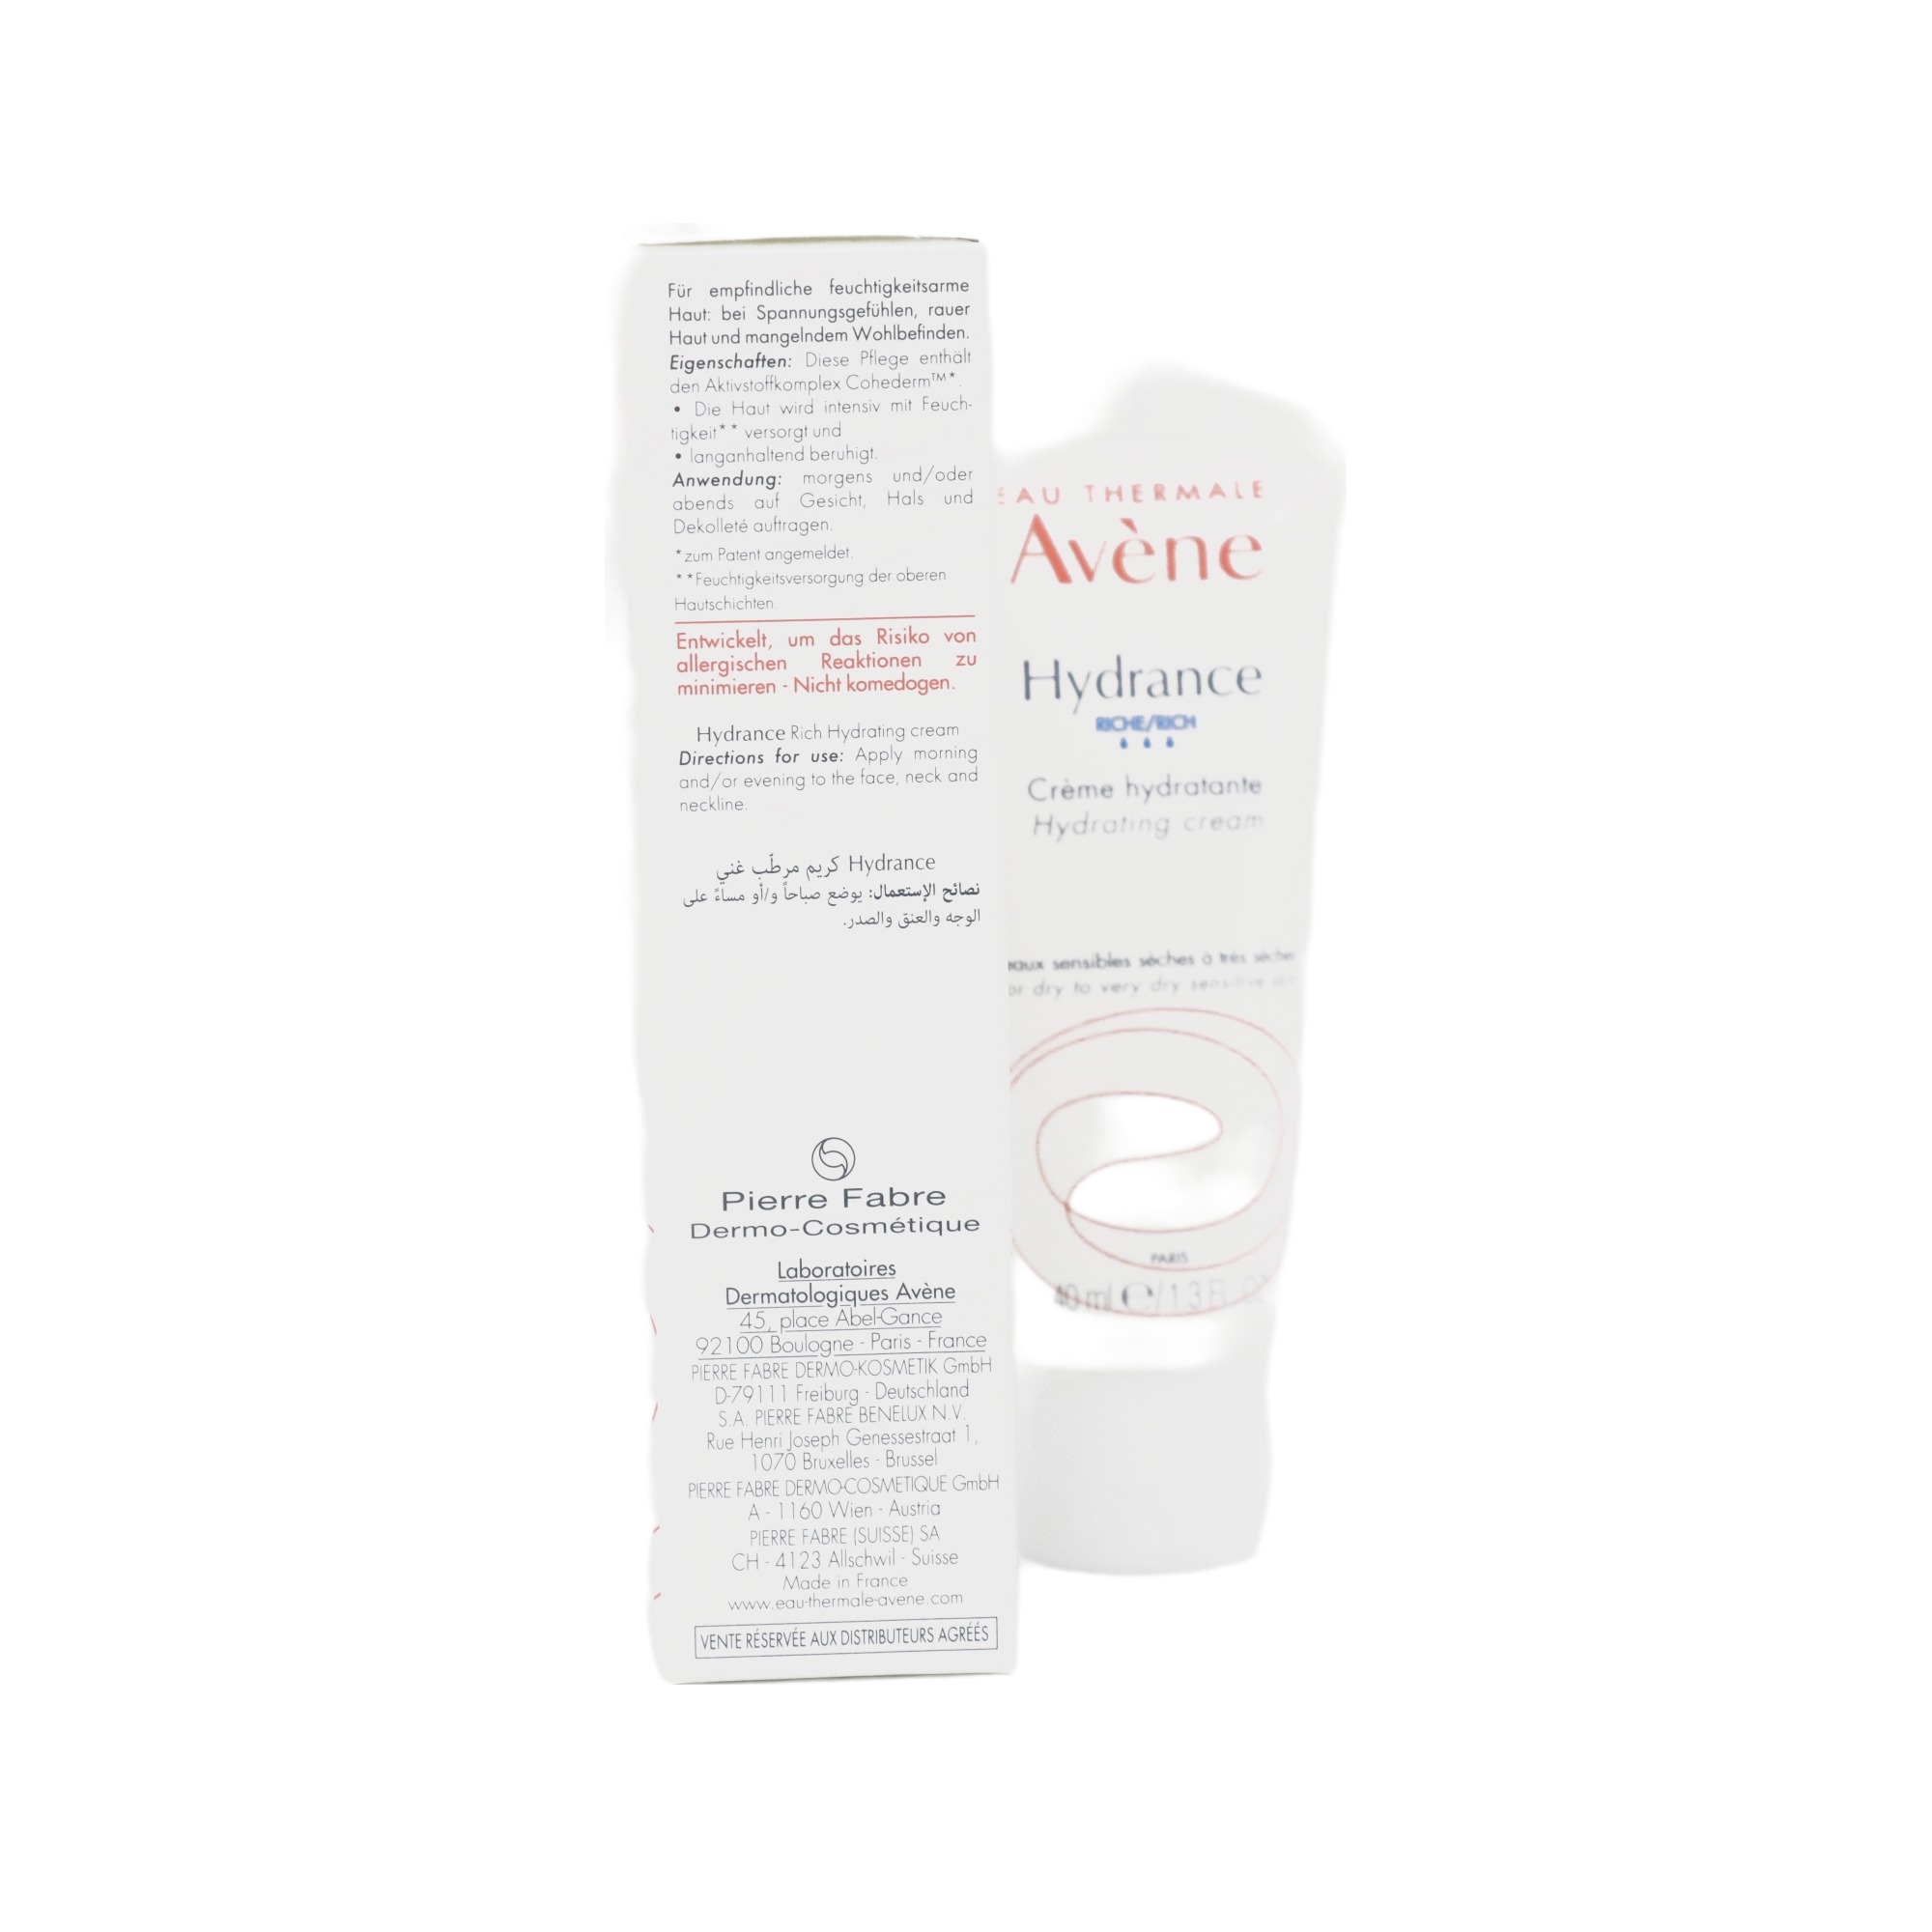 Für empfindliche feuchtigkeitsarme
Haut: bei Spannungsgefühlen, rauer
Haut und mangelndem Wohlbefinden.
Eigenschaften: Diese Pflege enthält
den Aktivstoffkomplex Cohederm™*.
• Die Haut wird intensiv mit Feuch-
tigkeit** versorgt und
• langanhaltend beruhigt.
Anwendung: morgens und/oder
abends auf Gesicht, Hals und
Dekolleté auftragen.
*zum Patent angemeldet.
**Feuchtigkeitsversorgung der oberen
Hautschichten.
Entwickelt, um das Risiko von
allergischen Reaktionen zu
minimieren - Nicht komedogen.
Hydrance Rich Hydrating cream
Directions for use: Apply morning
and/or evening to the face, neck and
neckline.
Hydrance كريم مرطّب غني
نصائح الإستعمال: يوضع صباحاً و/أو مساءً على
الوجه والعنق والصدر.
Pierre Fabre
Dermo-Cosmétique
Laboratoires
Dermatologiques Avène
45, place Abel-Gance
92100 Boulogne - Paris - France
PIERRE FABRE DERMO-KOSMETIK GmbH
D-79111 Freiburg - Deutschland
S.A. PIERRE FABRE BENELUX N.V.
Rue Henri Joseph Genessestraat 1,
1070 Bruxelles - Brussel
PIERRE FABRE DERMO-COSMETIQUE GmbH
A - 1160 Wien - Austria
PIERRE FABRE (SUISSE) SA
CH - 4123 Allschwil - Suisse
Made in France
www.eau-thermale-avene.com
VENTE RÉSERVÉE AUX DISTRIBUTEURS AGRÉÉS
EAU THERMALE
Avène
Hydrance
RICHE/RICH
Crème hydratante
Hydrating cream
sensibles sèches à très sèches
dry to very dry sensitive
PARIS
40 ml e/1.3 FL.